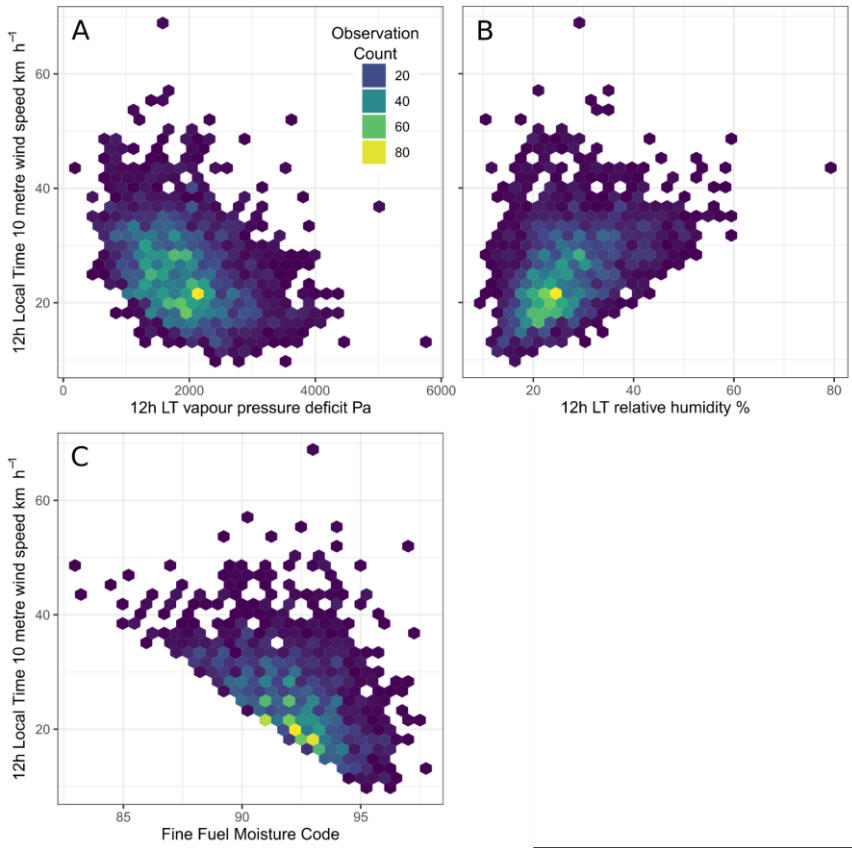 A
Observation
Count
20
40
60
80
12h Local Time 10 metre wind speed km h⁻¹
60
40
20
0
2000
4000
6000
12h LT vapour pressure deficit Pa
B
20
40
60
80
12h LT relative humidity %
C
12h Local Time 10 metre wind speed km h⁻¹
60
40
20
85
90
95
Fine Fuel Moisture Code